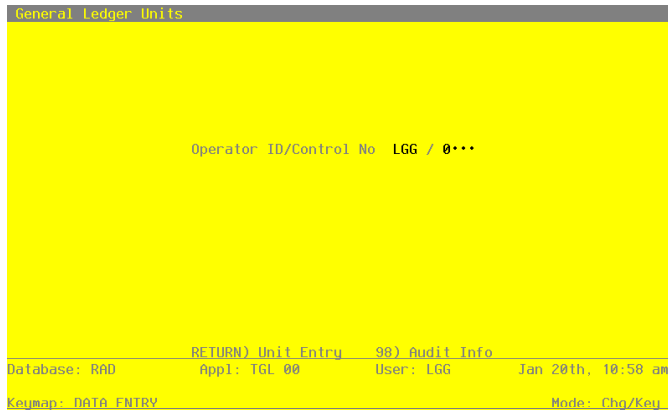 General Ledger Units
Operator ID/Control No LGG / 0•••
RETURN) Unit Entry 98) Audit Info
Database: RAD Appl: TGL 00 User: LGG Jan 20th, 10:58 am
Keymap: DATA ENTRY Mode: Chg/Key